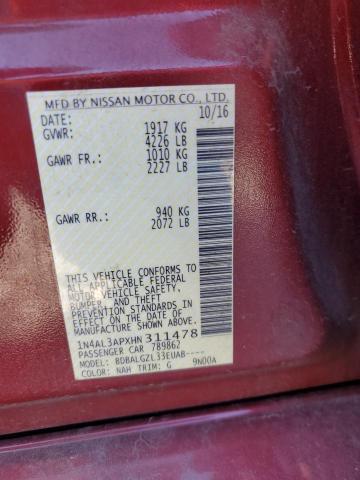 MFD BY NISSAN MOTOR CO., LTD.
DATE: 10/16
GVWR: 1917 KG
4226 LB
GAWR FR.: 1010 KG
2227 LB
GAWR RR.: 940 KG
2072 LB
THIS VEHICLE CONFORMS TO
ALL APPLICABLE FEDERAL
MOTOR VEHICLE SAFETY,
BUMPER, AND THEFT
PREVENTION STANDARDS IN
EFFECT ON THE DATE OF
MANUFACTURE SHOWN ABOVE.
1N4AL3APXHN311478
PASSENGER CAR 789862
MODEL: BDBALGZL33EUAB----
COLOR: NAH TRIM: G 9N00A